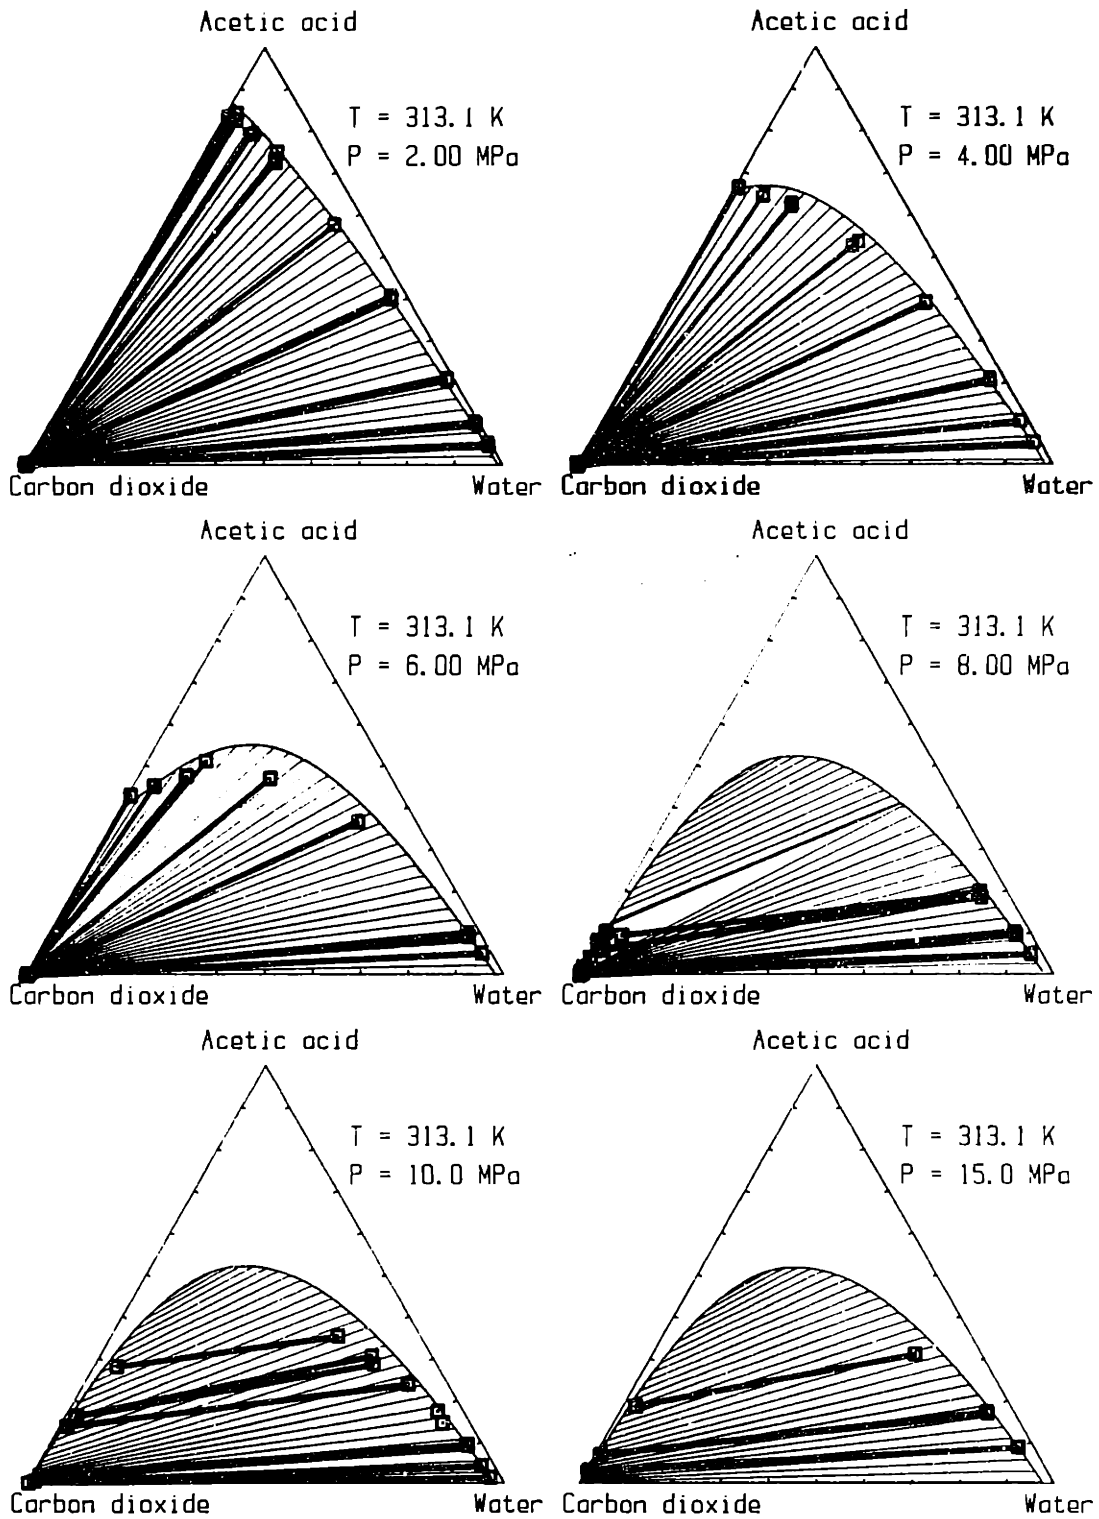 Acetic acid
T = 313.1 K
P = 2.00 MPa
Carbon dioxide
Water
Acetic acid
T = 313.1 K
P = 4.00 MPa
Carbon dioxide
Water
Acetic acid
T = 313.1 K
P = 6.00 MPa
Carbon dioxide
Water
Acetic acid
T = 313.1 K
P = 8.00 MPa
Carbon dioxide
Water
Acetic acid
T = 313.1 K
P = 10.0 MPa
Carbon dioxide
Water
Acetic acid
T = 313.1 K
P = 15.0 MPa
Carbon dioxide
Water